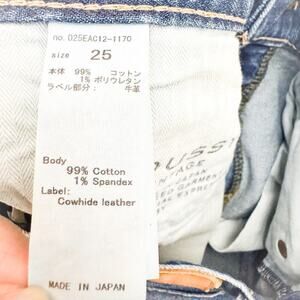 no. 025EAC12-1170
size 25
本体 99% コットン
1% ポリウレタン
ラベル部分： 牛革
Body
99% Cotton
1% Spandex
Label:
Cowhide leather
MADE IN JAPAN